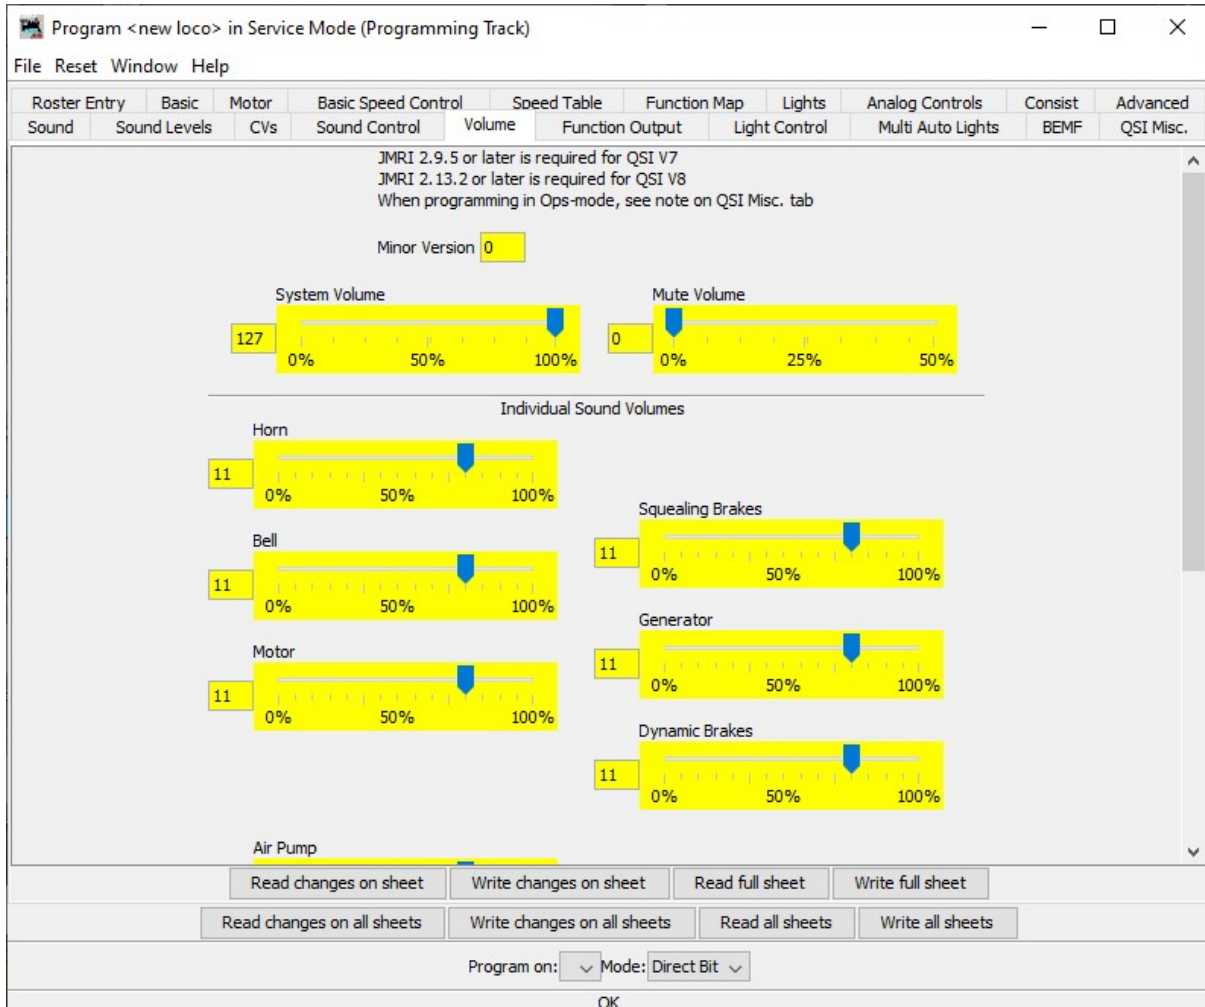 Program <new loco> in Service Mode (Programming Track)
File Reset Window Help
Roster Entry Basic Motor Basic Speed Control Speed Table Function Map Lights Analog Controls Consist Advanced
Sound Sound Levels CVs Sound Control Volume Function Output Light Control Multi Auto Lights BEMF QSI Misc.
JMRI 2.9.5 or later is required for QSI V7
JMRI 2.13.2 or later is required for QSI V8
When programming in Ops-mode, see note on QSI Misc. tab
Minor Version 0
System Volume Mute Volume
127 0
0% 50% 100% 0% 25% 50%
Individual Sound Volumes
Horn
11
0% 50% 100%
Squealing Brakes
11
0% 50% 100%
Bell
11
0% 50% 100%
Generator
11
0% 50% 100%
Motor
11
0% 50% 100%
Dynamic Brakes
11
0% 50% 100%
Air Pump
Read changes on sheet Write changes on sheet Read full sheet Write full sheet
Read changes on all sheets Write changes on all sheets Read all sheets Write all sheets
Program on: Mode: Direct Bit
OK